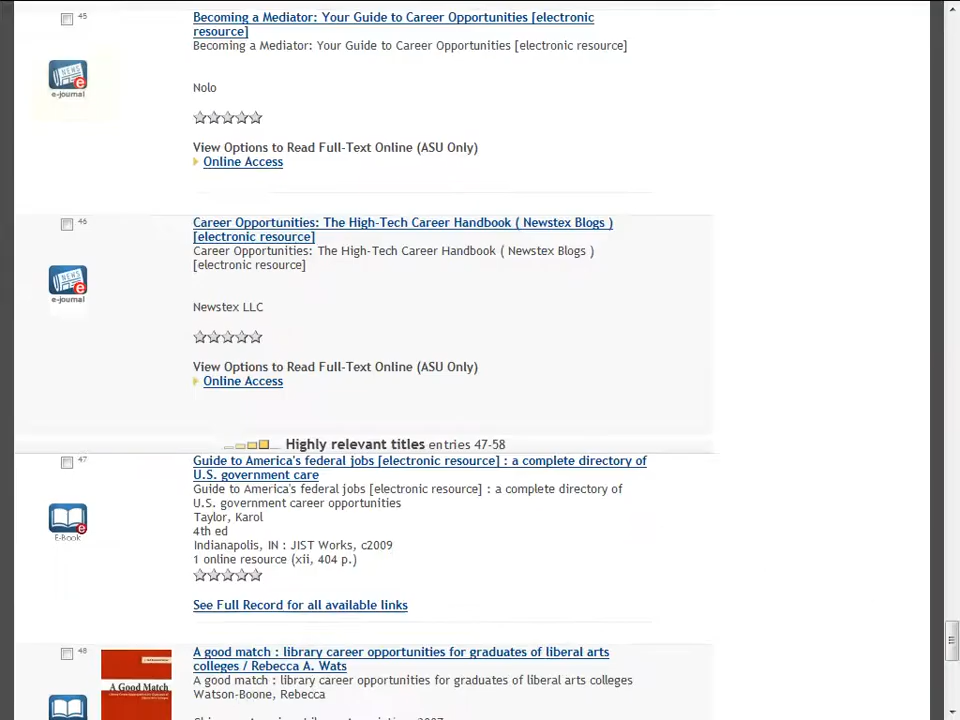 45
Becoming a Mediator: Your Guide to Career Opportunities [electronic
resource]
Becoming a Mediator: Your Guide to Career Opportunities [electronic resource]
NEWS
e
e-journal
Nolo
View Options to Read Full-Text Online (ASU Only)
Online Access
46
Career Opportunities: The High-Tech Career Handbook ( Newstex Blogs )
[electronic resource]
Career Opportunities: The High-Tech Career Handbook ( Newstex Blogs )
[electronic resource]
NEWS
e
e-journal
Newstex LLC
View Options to Read Full-Text Online (ASU Only)
Online Access
Highly relevant titles entries 47-58
47
Guide to America's federal jobs [electronic resource] : a complete directory of
U.S. government care
Guide to America's federal jobs [electronic resource] : a complete directory of
U.S. government career opportunities
Taylor, Karol
4th ed
Indianapolis, IN : JIST Works, c2009
1 online resource (xii, 404 p.)
e
E-Book
See Full Record for all available links
48
A good match : library career opportunities for graduates of liberal arts
colleges / Rebecca A. Wats
A good match : library career opportunities for graduates of liberal arts colleges
Watson-Boone, Rebecca
A Good Match